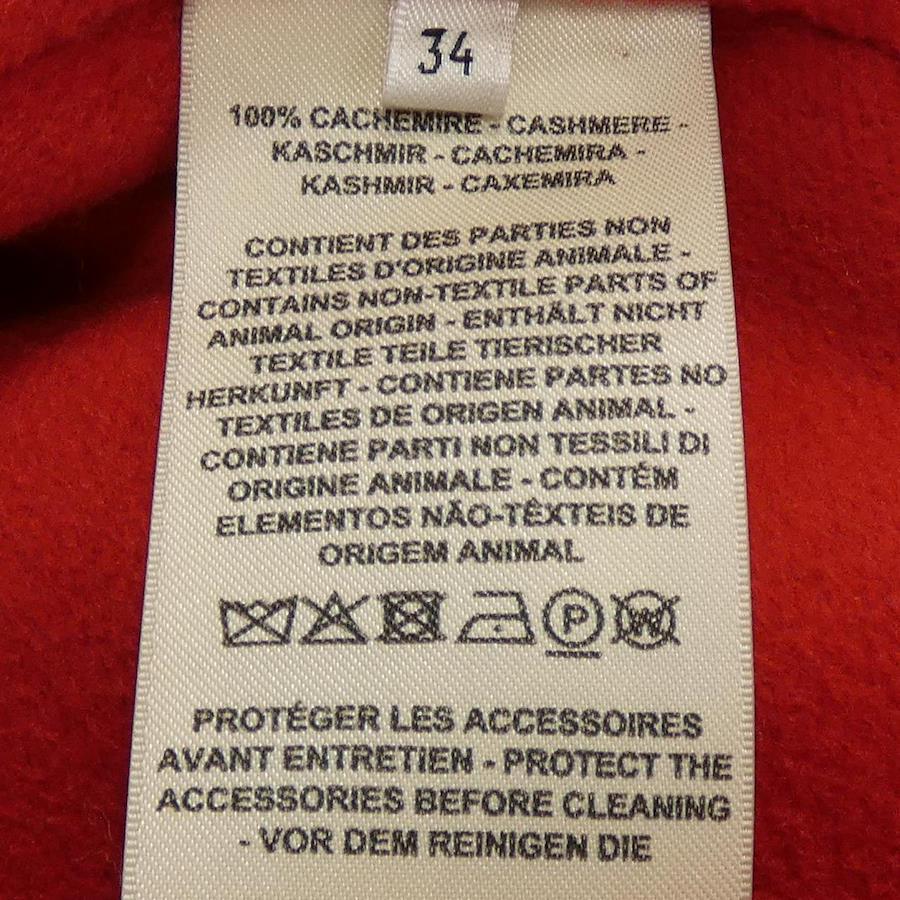 34
100% CACHEMIRE - CASHMERE -
KASCHMIR - CACHEMIRA -
KASHMIR - CAXEMIRA
CONTIENT DES PARTIES NON
TEXTILES D'ORIGINE ANIMALE -
CONTAINS NON-TEXTILE PARTS OF
ANIMAL ORIGIN - ENTHÄLT NICHT
TEXTILE TEILE TIERISCHER
HERKUNFT - CONTIENE PARTES NO
TEXTILES DE ORIGEN ANIMAL -
CONTIENE PARTI NON TESSILI DI
ORIGINE ANIMALE - CONTÉM
ELEMENTOS NÃO-TÊXTEIS DE
ORIGEM ANIMAL
P W
PROTÉGER LES ACCESSOIRES
AVANT ENTRETIEN - PROTECT THE
ACCESSORIES BEFORE CLEANING
- VOR DEM REINIGEN DIE